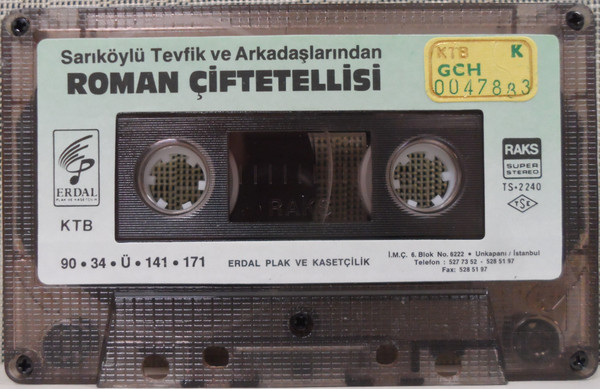 Sarıköylü Tevfik ve Arkadaşlarından
ROMAN ÇİFTETELLİSİ
KTB K
GCH
0047883
ERDAL
PLAK VE KASETÇİLİK
KTB
RAKS
SUPER
STEREO
TS-2240
TSE
RAKS
90 • 34 • Ü • 141 • 171
ERDAL PLAK VE KASETÇİLİK
İ.M.Ç. 6. Blok No. 6222 • Unkapanı / İstanbul
Telefon : 527 73 52 - 528 51 97
Fax: 528 51 97